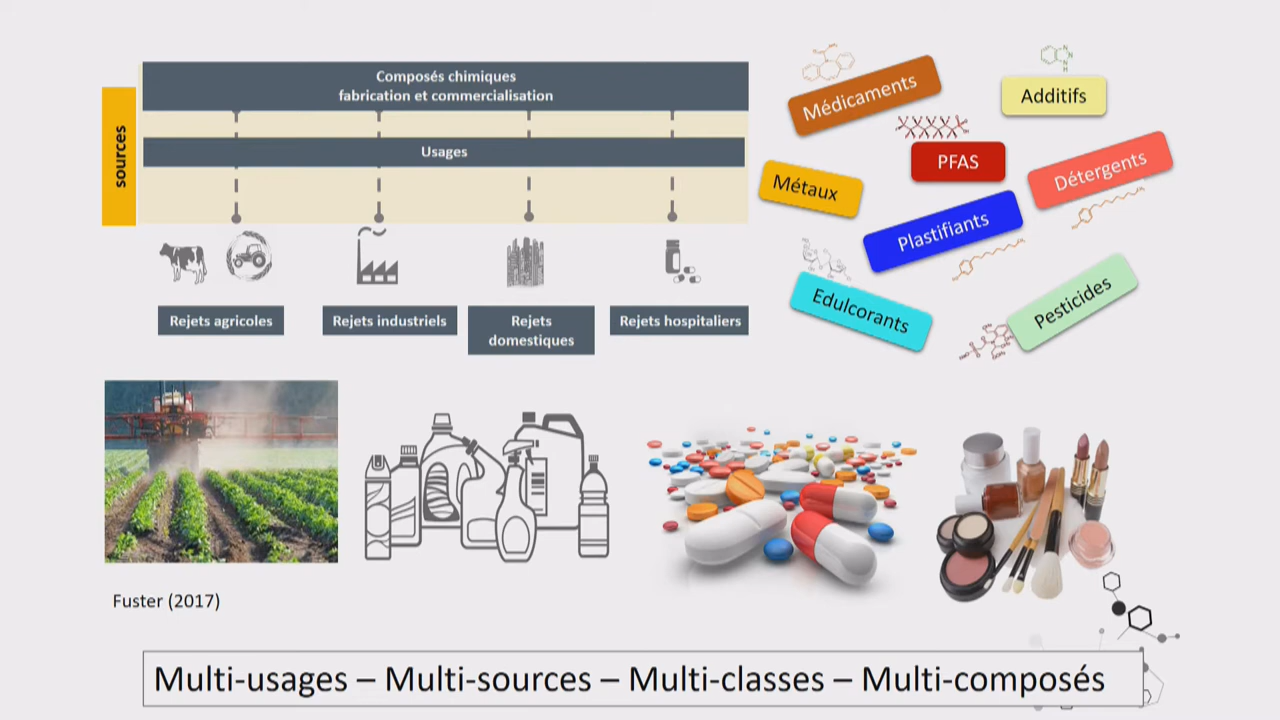 Composés chimiques
fabrication et commercialisation
sources
Usages
Rejets agricoles
Rejets industriels
Rejets
domestiques
Rejets hospitaliers
Médicaments
Additifs
PFAS
Détergents
Métaux
Plastifiants
Edulcorants
Pesticides
Fuster (2017)
Multi-usages – Multi-sources – Multi-classes – Multi-composés